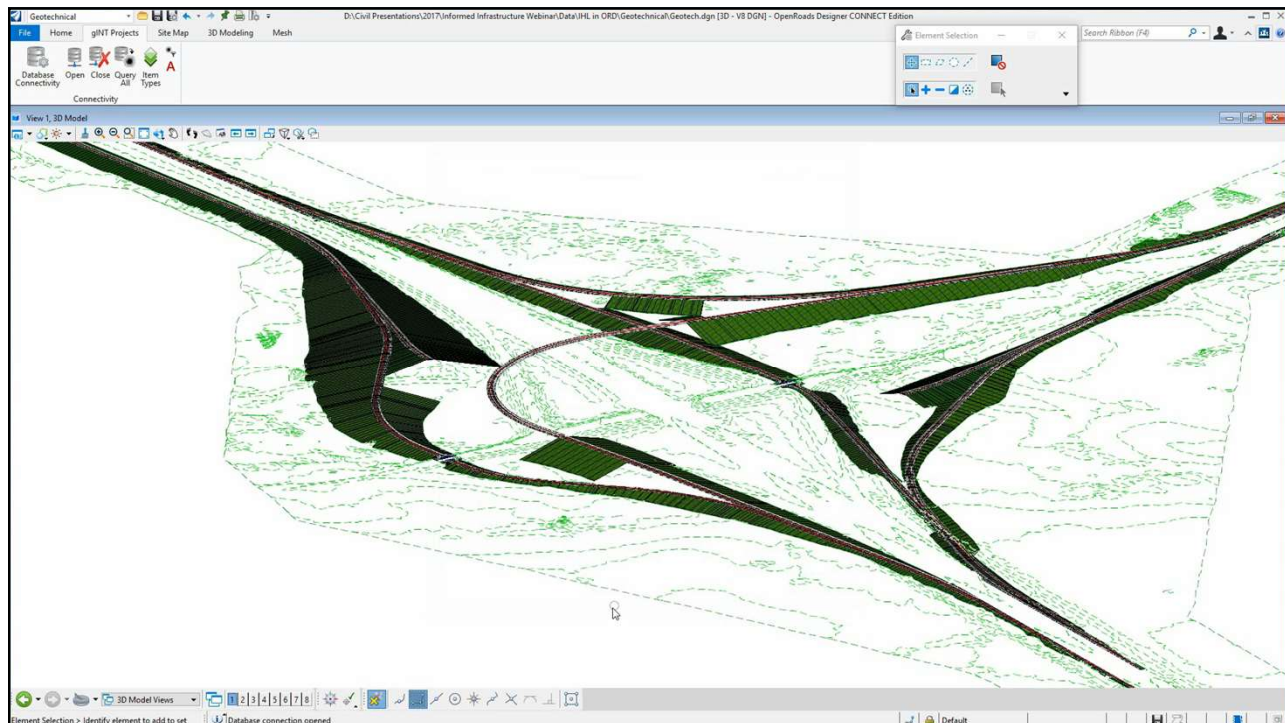 Geotechnical
D:\Civil Presentations\2017\Informed Infrastructure Webinar\Data\IHL in ORD\Geotechnical\Geotech.dgn [3D - V8 DGN] - OpenRoads Designer CONNECT Edition
File Home gINT Projects Site Map 3D Modeling Mesh
Element Selection
Search Ribbon (F4)
Database Connectivity Open Close Query All Item Types A
Connectivity
View 1, 3D Model
3D Model Views 1 2 3 4 5 6 7 8
Element Selection > Identify element to add to set Database connection opened Default